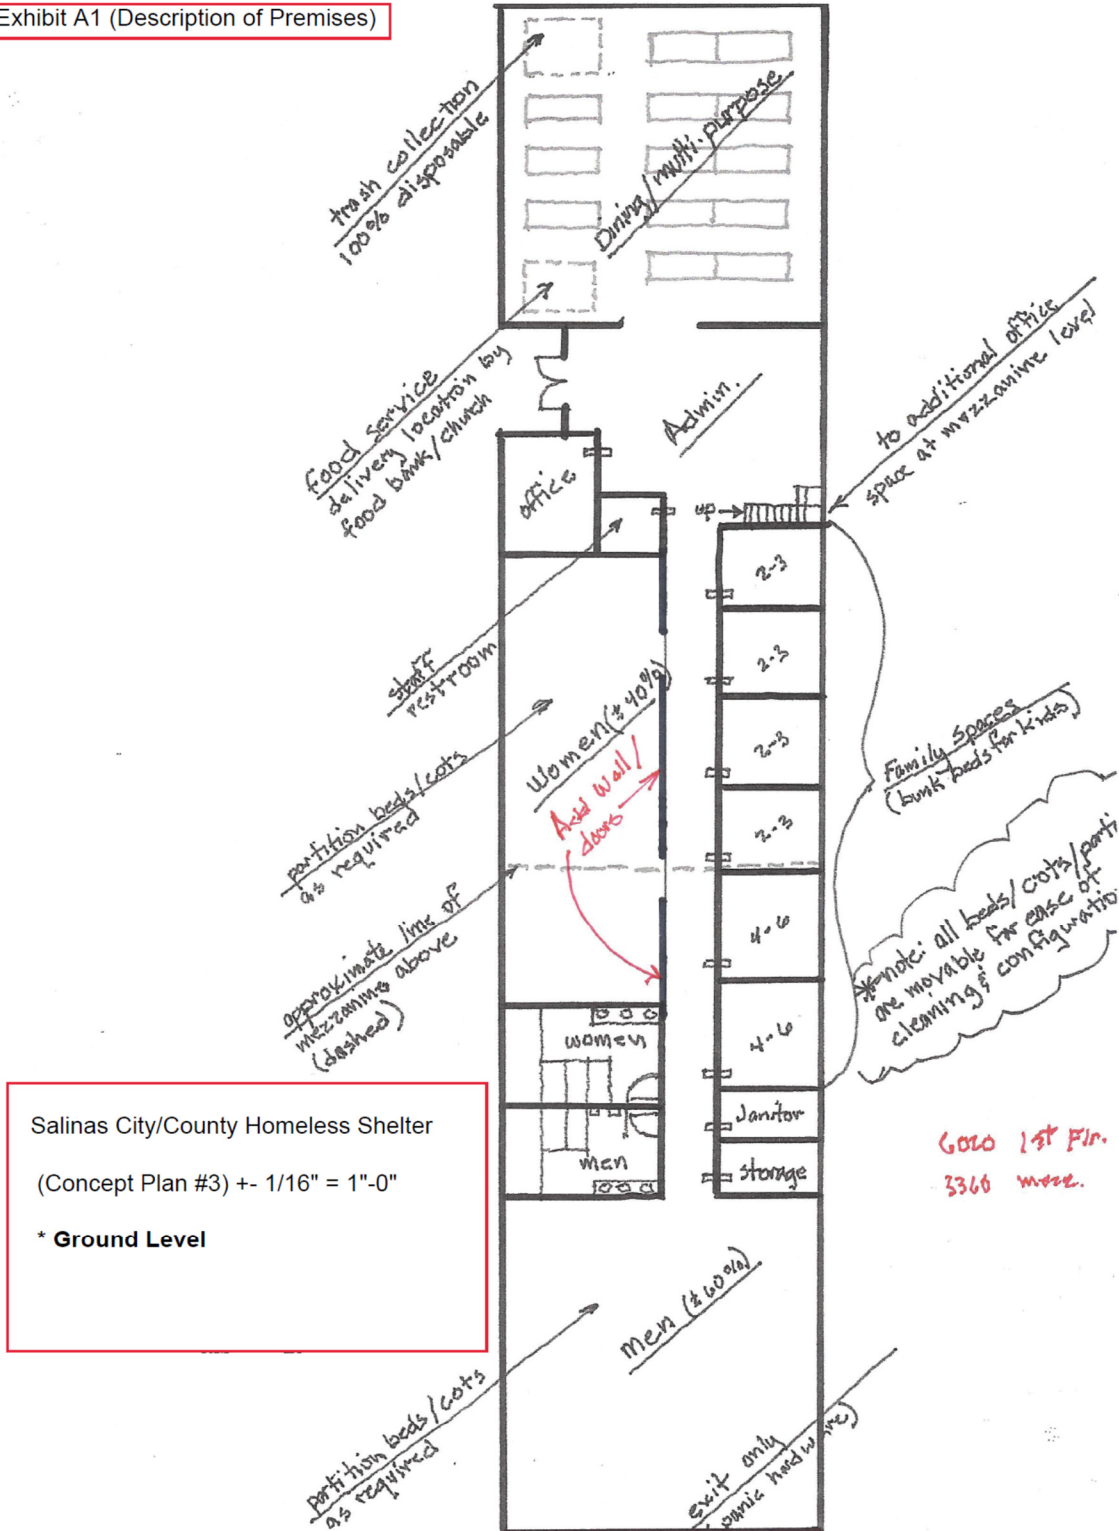 Exhibit A1 (Description of Premises)
trash collection
100% disposable
Dining/multi-purpose
food service
delivery location by
food bank/church
Admin.
to additional office
space at mezzanine level
office
up
staff
restroom
2-3
2-3
2-3
2-3
4-6
4-6
Women (± 40%)
Add Wall/
doors
partition beds/cots
as required
approximate line of
mezzanine above
(dashed)
Family Spaces
(bunk beds for kids)
*note: all beds/cots/parti
are movable for ease of
cleaning & configuratio
women
men
Janitor
storage
Salinas City/County Homeless Shelter
(Concept Plan #3) +- 1/16" = 1"-0"
* Ground Level
6020 1st Flr.
3360 mezz.
men (± 60%)
partition beds/cots
as required
exit only
panic hardw re)